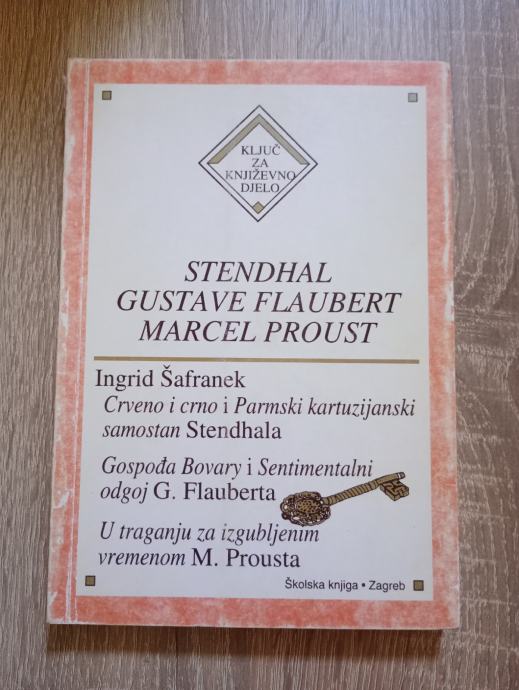 KLJUČ
ZA
KNJIŽEVNO
DJELO
STENDHAL
GUSTAVE FLAUBERT
MARCEL PROUST
Ingrid Šafranek
Crveno i crno i Parmski kartuzijanski
samostan Stendhala
Gospođa Bovary i Sentimentalni
odgoj G. Flauberta
U traganju za izgubljenim
vremenom M. Prousta
Školska knjiga • Zagreb